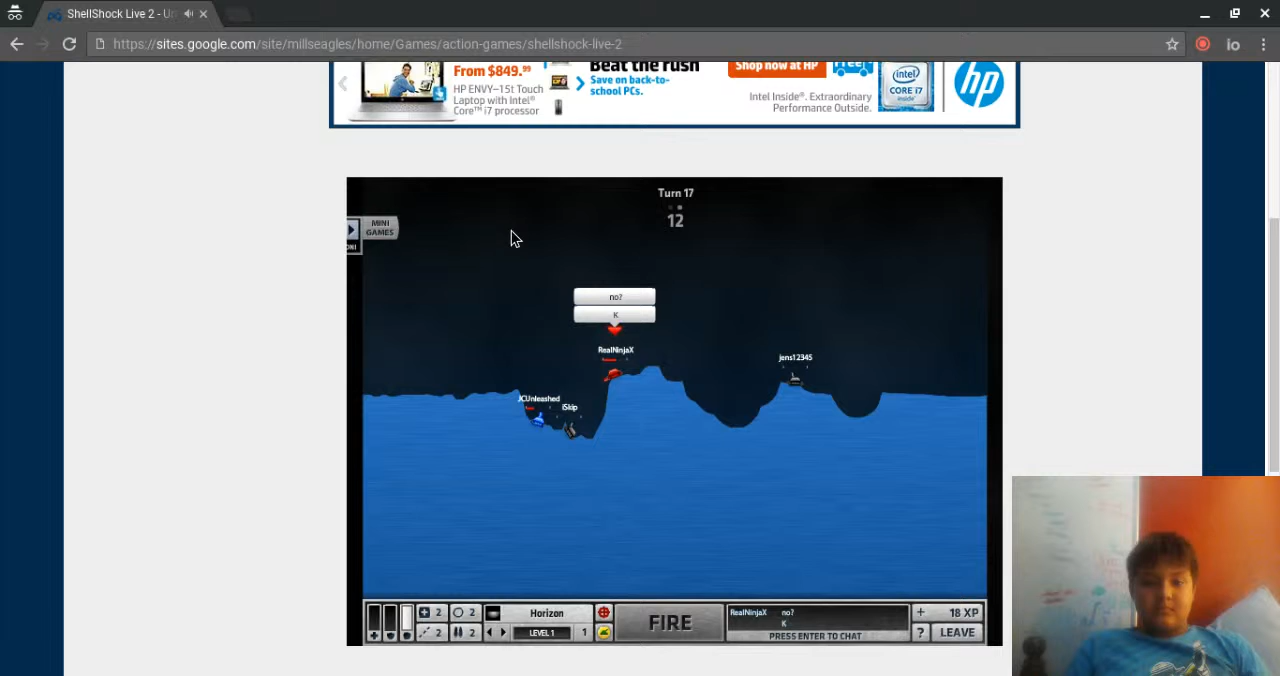 ShellShock Live 2 - Un
https://sites.google.com/site/millseagles/home/Games/action-games/shellshock-live-2
From $849.99
HP ENVY-15t Touch
Laptop with Intel®
Core™ i7 processor
Beat the rush
Save on back-to-
school PCs.
Shop now at HP
Intel Inside®. Extraordinary
Performance Outside.
intel
CORE i7
inside™
hp
Turn 17
12
MINI
GAMES
no?
K
RealNinjaX
jens12345
JCUnleashed
iSkip
2
2
2
2
Horizon
LEVEL 1
1
FIRE
RealNinjaX no?
K
PRESS ENTER TO CHAT
+ 18 XP
? LEAVE